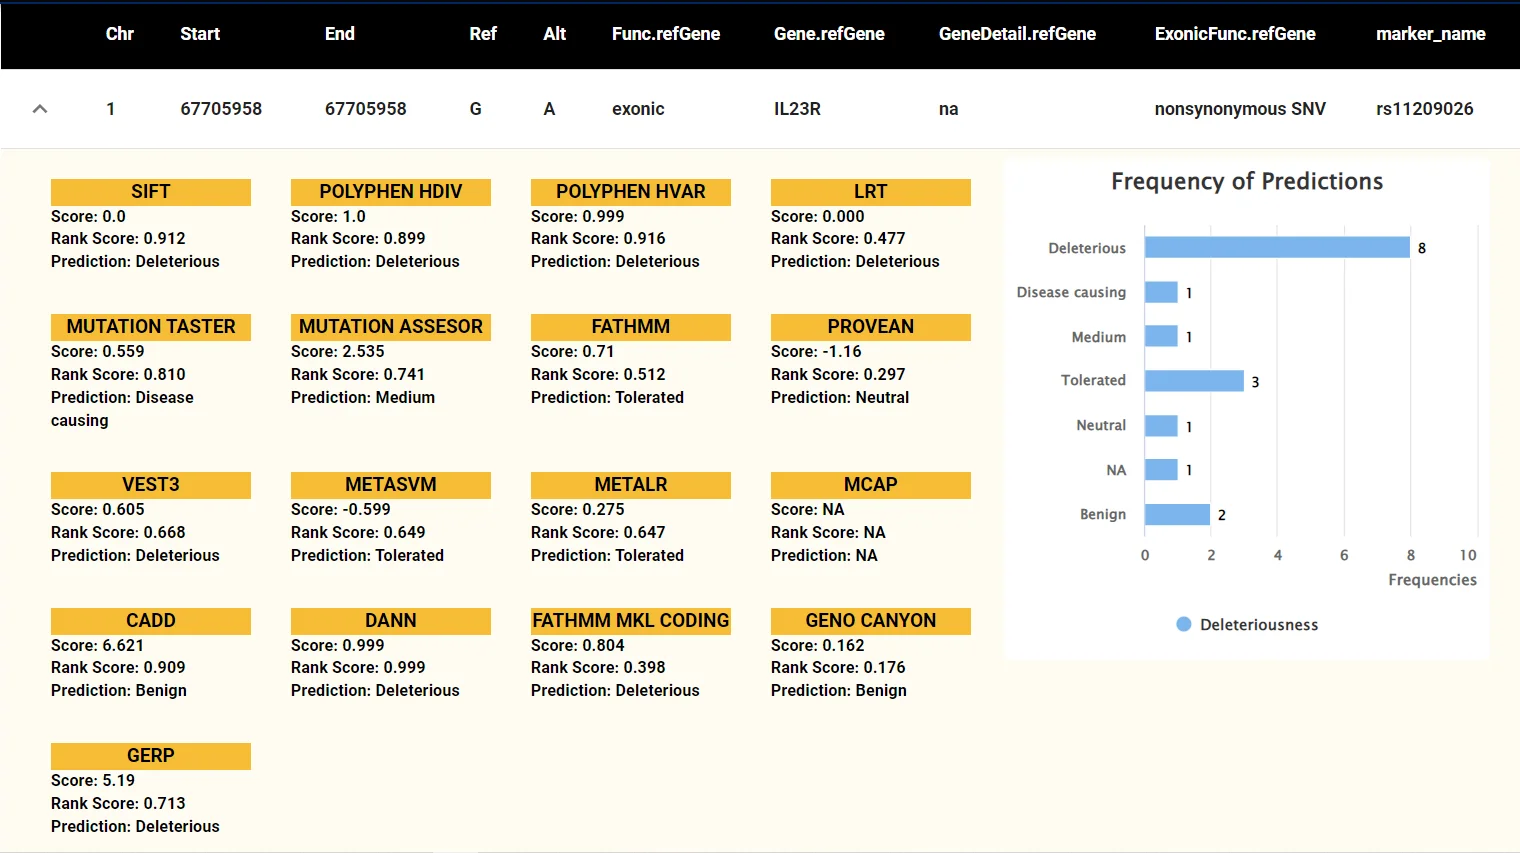 Chr Start End Ref Alt Func.refGene Gene.refGene GeneDetail.refGene ExonicFunc.refGene marker_name
1 67705958 67705958 G A exonic IL23R na nonsynonymous SNV rs11209026
SIFT
Score: 0.0
Rank Score: 0.912
Prediction: Deleterious
POLYPHEN HDIV
Score: 1.0
Rank Score: 0.899
Prediction: Deleterious
POLYPHEN HVAR
Score: 0.999
Rank Score: 0.916
Prediction: Deleterious
LRT
Score: 0.000
Rank Score: 0.477
Prediction: Deleterious
MUTATION TASTER
Score: 0.559
Rank Score: 0.810
Prediction: Disease
causing
MUTATION ASSESOR
Score: 2.535
Rank Score: 0.741
Prediction: Medium
FATHMM
Score: 0.71
Rank Score: 0.512
Prediction: Tolerated
PROVEAN
Score: -1.16
Rank Score: 0.297
Prediction: Neutral
VEST3
Score: 0.605
Rank Score: 0.668
Prediction: Deleterious
METASVM
Score: -0.599
Rank Score: 0.649
Prediction: Tolerated
METALR
Score: 0.275
Rank Score: 0.647
Prediction: Tolerated
MCAP
Score: NA
Rank Score: NA
Prediction: NA
CADD
Score: 6.621
Rank Score: 0.909
Prediction: Benign
DANN
Score: 0.999
Rank Score: 0.999
Prediction: Deleterious
FATHMM MKL CODING
Score: 0.804
Rank Score: 0.398
Prediction: Deleterious
GENO CANYON
Score: 0.162
Rank Score: 0.176
Prediction: Benign
GERP
Score: 5.19
Rank Score: 0.713
Prediction: Deleterious
Frequency of Predictions
Deleterious 8
Disease causing 1
Medium 1
Tolerated 3
Neutral 1
NA 1
Benign 2
0 2 4 6 8 10
Frequencies
Deleteriousness